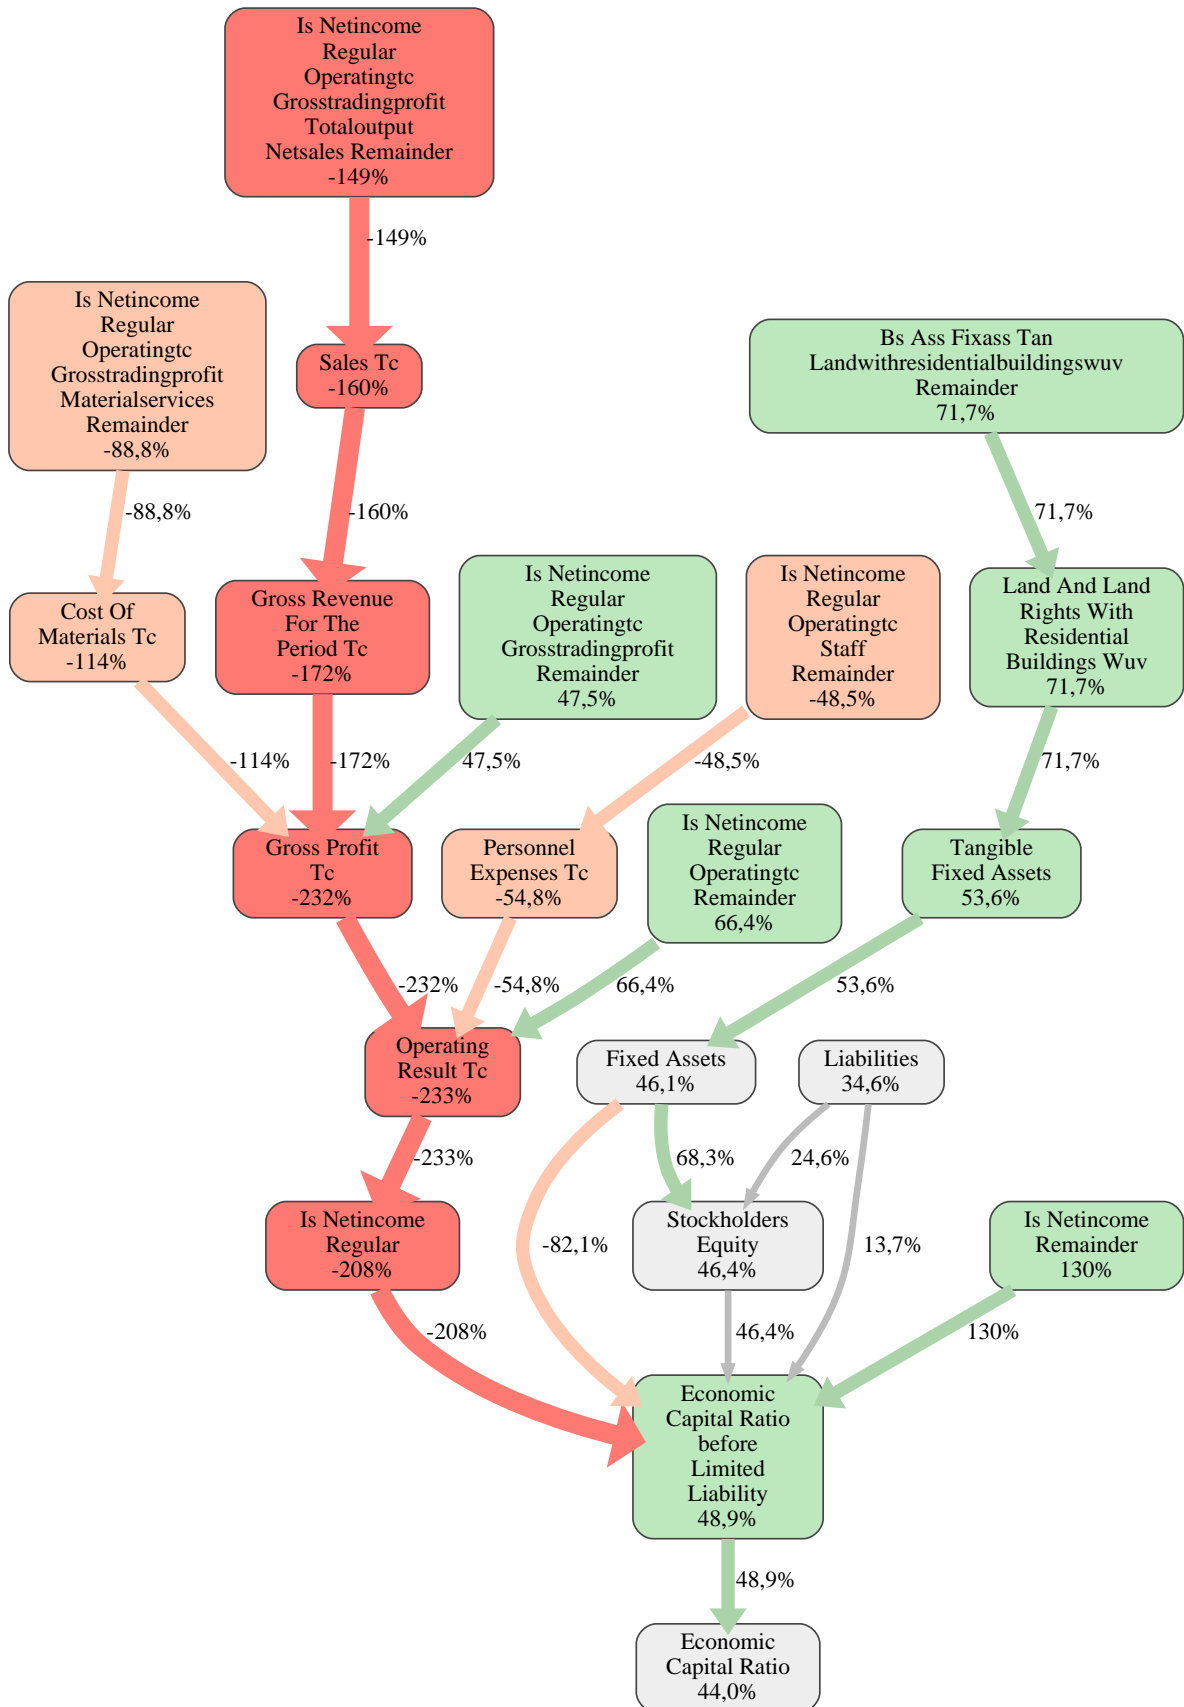 Is Netincome
Regular
Operatingtc
Grosstradingprofit
Totaloutput
Netsales Remainder
-149%
-149%
Is Netincome
Regular
Operatingtc
Grosstradingprofit
Materialservices
Remainder
-88,8%
Sales Tc
-160%
Bs Ass Fixass Tan
Landwithresidentialbuildingswuv
Remainder
71,7%
-88,8%
-160%
71,7%
Cost Of
Materials Tc
-114%
Gross Revenue
For The
Period Tc
-172%
Is Netincome
Regular
Operatingtc
Grosstradingprofit
Remainder
47,5%
Is Netincome
Regular
Operatingtc
Staff
Remainder
-48,5%
Land And Land
Rights With
Residential
Buildings Wuv
71,7%
-114%
-172%
47,5%
-48,5%
71,7%
Gross Profit
Tc
-232%
Personnel
Expenses Tc
-54,8%
Is Netincome
Regular
Operatingtc
Remainder
66,4%
Tangible
Fixed Assets
53,6%
-232%
-54,8%
66,4%
53,6%
Operating
Result Tc
-233%
Fixed Assets
46,1%
Liabilities
34,6%
-233%
68,3%
24,6%
Is Netincome
Regular
-208%
-82,1%
Stockholders
Equity
46,4%
13,7%
Is Netincome
Remainder
130%
-208%
46,4%
130%
Economic
Capital Ratio
before
Limited
Liability
48,9%
48,9%
Economic
Capital Ratio
44,0%